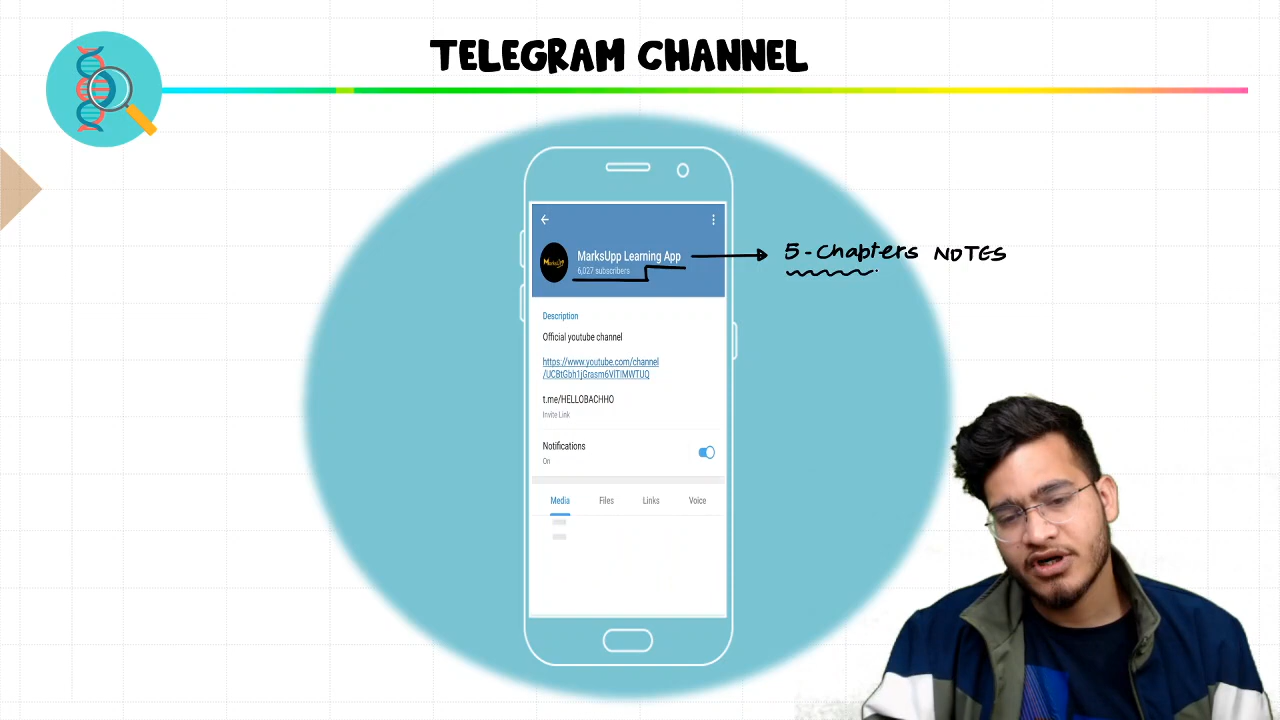 TELEGRAM CHANNEL
MarksUpp
MarksUpp Learning App
6,027 subscribers
5-Chapters NOTES
Description
Official youtube channel
https://www.youtube.com/channel
/UCBtGbh1jGrasm6VITIMWTUQ
t.me/HELLOBACHHO
Invite Link
Notifications
On
Media Files Links Voice